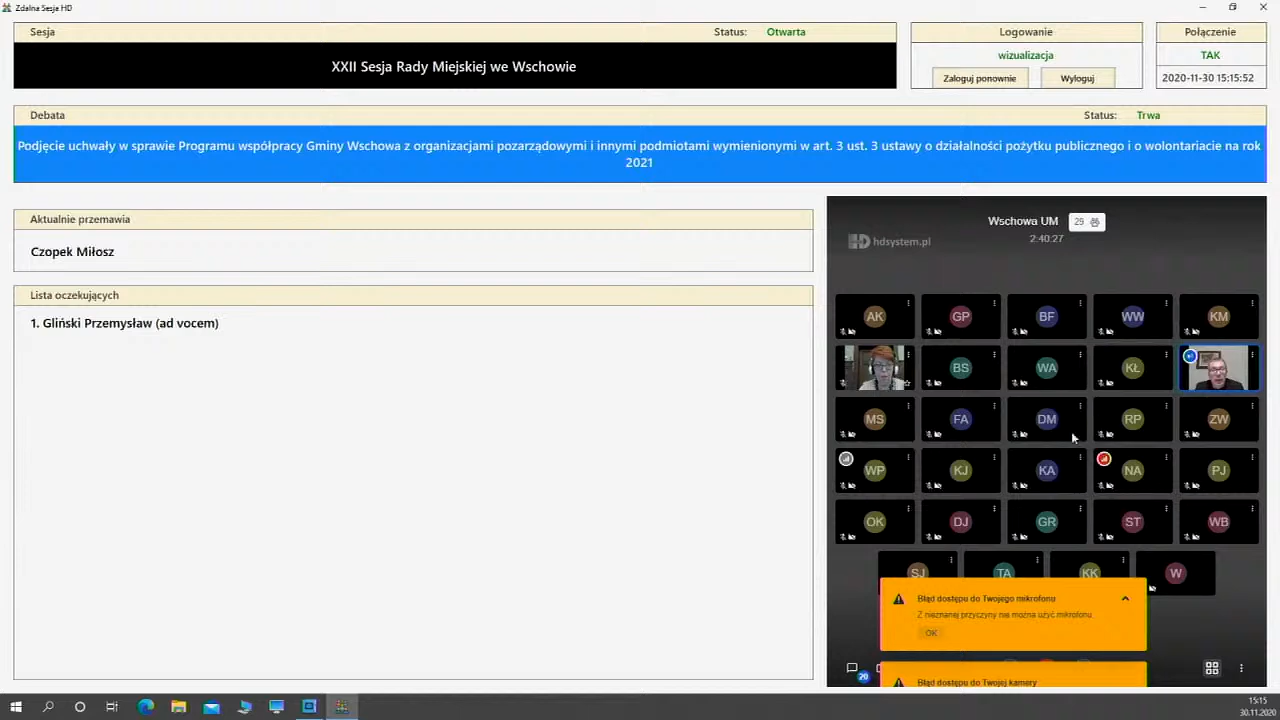 Zdalna Sesja HD
Sesja Status: Otwarta
XXII Sesja Rady Miejskiej we Wschowie
Logowanie
wizualizacja
Zaloguj ponownie Wyloguj
Połączenie
TAK
2020-11-30 15:15:52
Debata Status: Trwa
Podjęcie uchwały w sprawie Programu współpracy Gminy Wschowa z organizacjami pozarządowymi i innymi podmiotami wymienionymi w art. 3 ust. 3 ustawy o działalności pożytku publicznego i o wolontariacie na rok
2021
Aktualnie przemawia
Czopek Miłosz
Lista oczekujących
1. Gliński Przemysław (ad vocem)
Wschowa UM 29
2:40:27
HD hdsystem.pl
AK GP BF WW KM
BS WA KŁ
MS FA DM RP ZW
WP KJ KA NA PJ
OK DJ GR ST WB
SJ TA KK W
Błąd dostępu do Twojego mikrofonu
Z nieznanej przyczyny nie można użyć mikrofonu
OK
Błąd dostępu do Twojej kamery
20
15:15
30.11.2020